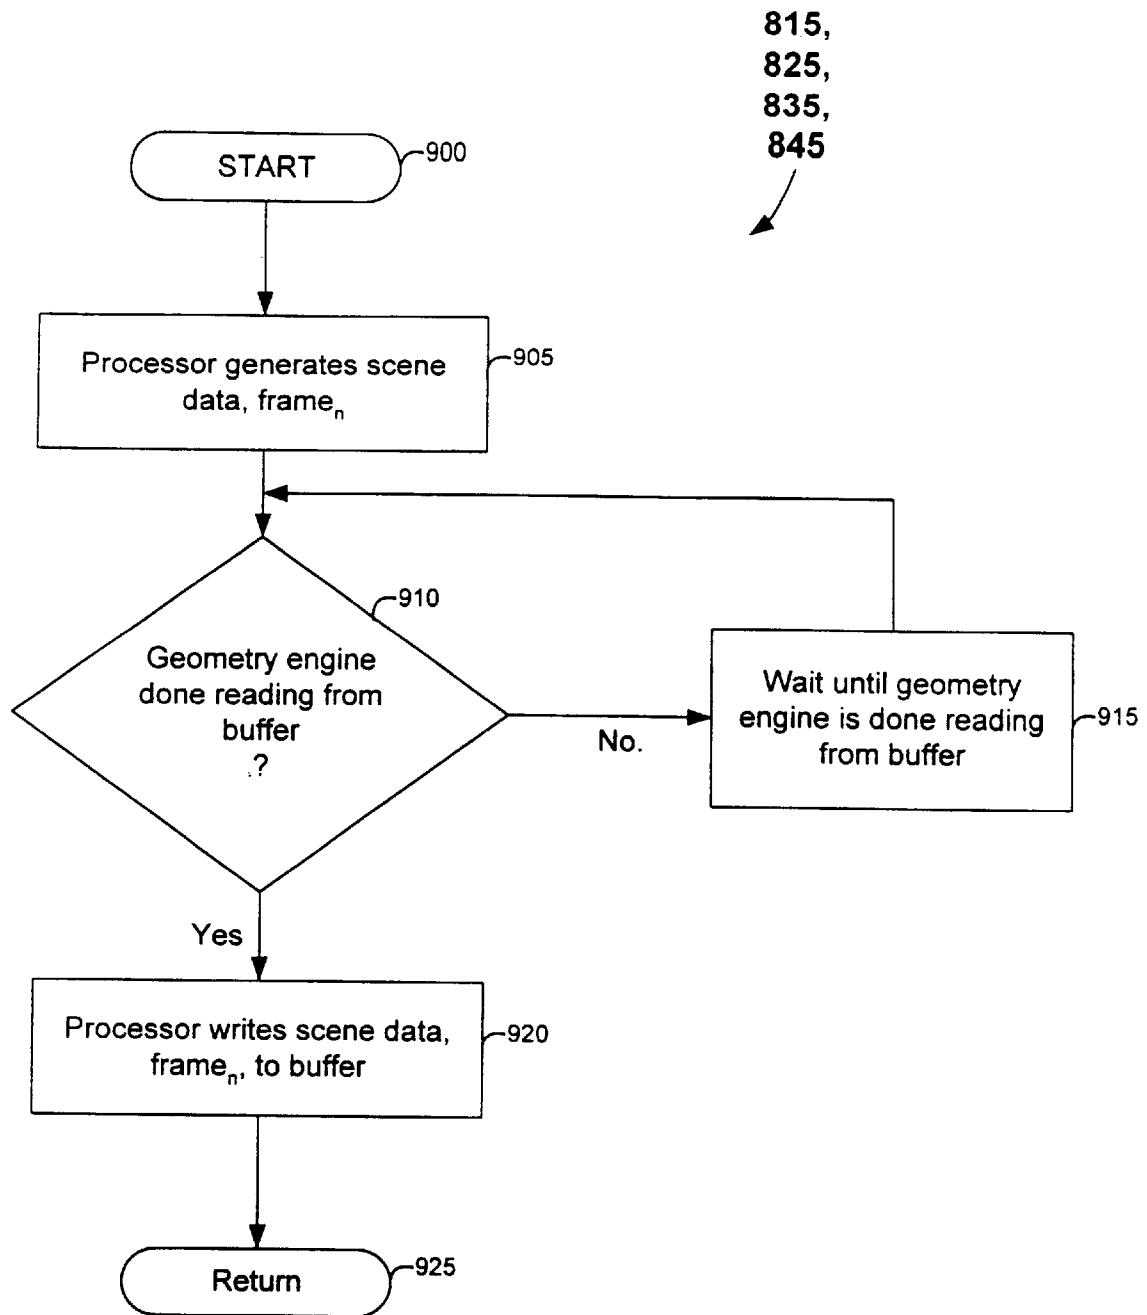 815,
825,
835,
845
START
900
Processor generates scene
data, frameₙ
905
910
Geometry engine
done reading from
buffer
?
No.
Wait until geometry
engine is done reading
from buffer
915
Yes
Processor writes scene data,
frameₙ, to buffer
920
Return
925